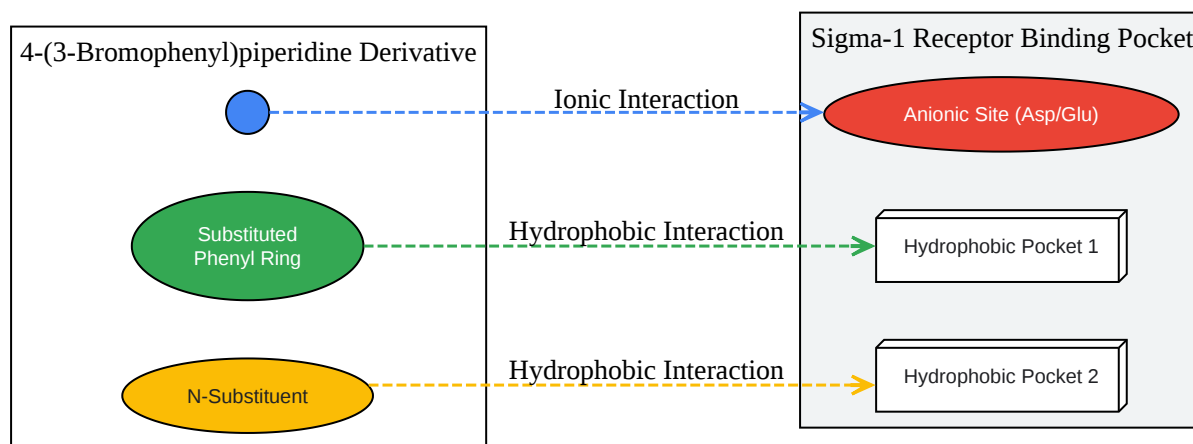 4-(3-Bromophenyl)piperidine Derivative
Sigma-1 Receptor Binding Pocket
Ionic Interaction
Anionic Site (Asp/Glu)
Substituted
Phenyl Ring
Hydrophobic Interaction
Hydrophobic Pocket 1
N-Substituent
Hydrophobic Interaction
Hydrophobic Pocket 2